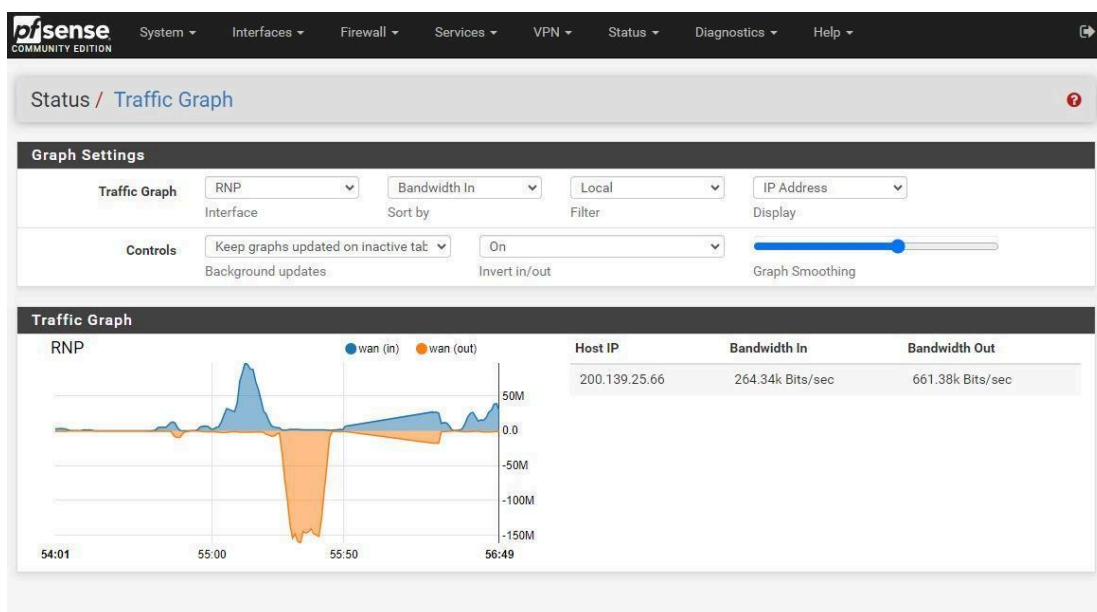 pfsense System Interfaces Firewall Services VPN Status Diagnostics Help
COMMUNITY EDITION
Status / Traffic Graph
Graph Settings
Traffic Graph RNP Bandwidth In Local IP Address
Interface Sort by Filter Display
Controls Keep graphs updated on inactive tab On
Background updates Invert in/out Graph Smoothing
Traffic Graph
RNP wan (in) wan (out)
50M
0.0
-50M
-100M
-150M
54:01 55:00 55:50 56:49
Host IP Bandwidth In Bandwidth Out
200.139.25.66 264.34k Bits/sec 661.38k Bits/sec